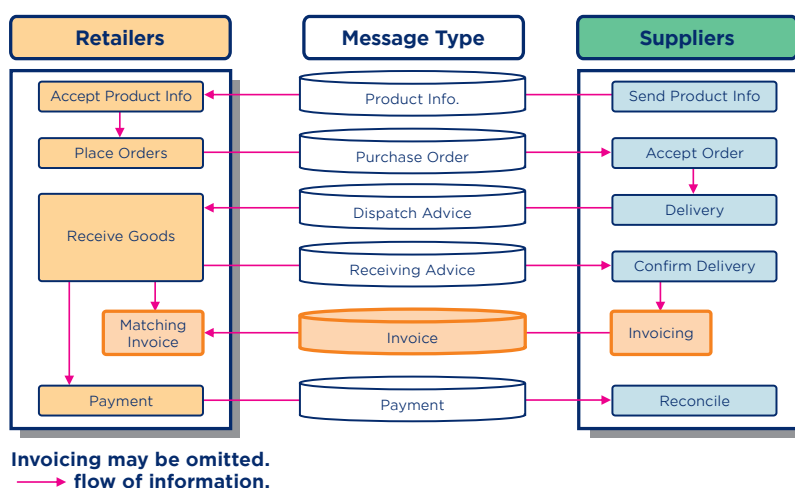 Retailers
Message Type
Suppliers
Accept Product Info
Product Info.
Send Product Info
Place Orders
Purchase Order
Accept Order
Receive Goods
Dispatch Advice
Delivery
Receiving Advice
Confirm Delivery
Matching
Invoice
Invoice
Invoicing
Payment
Payment
Reconcile
Invoicing may be omitted.
flow of information.